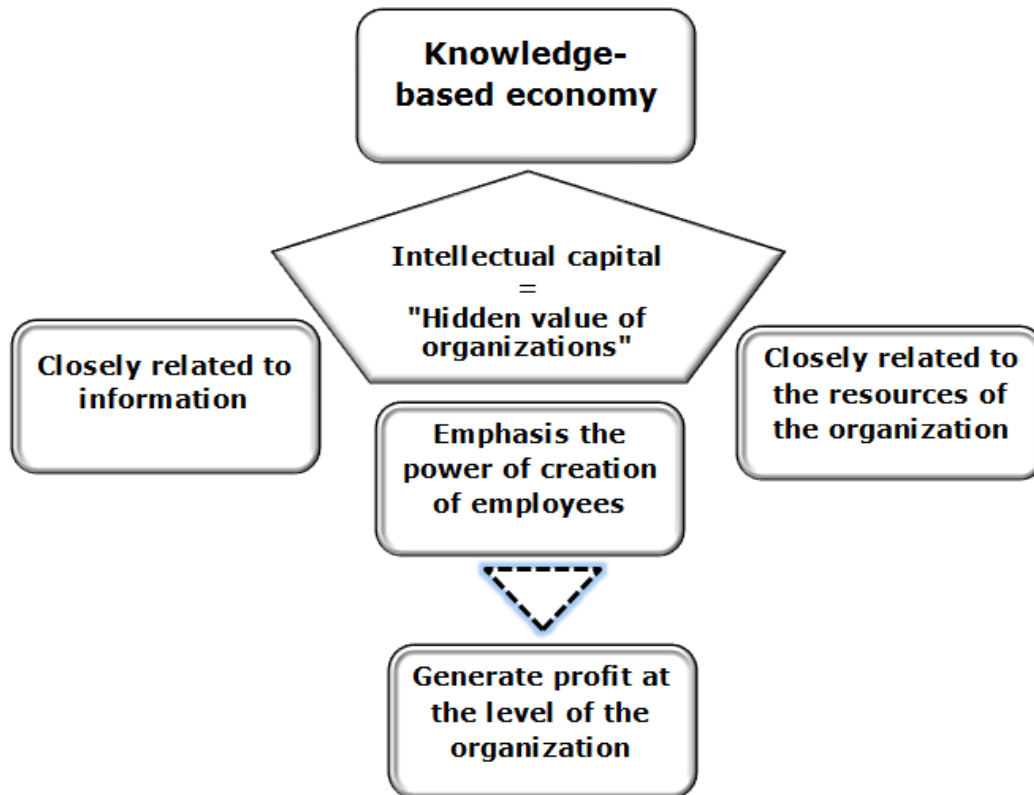 Knowledge-
based economy
Intellectual capital
=
"Hidden value of
organizations"
Closely related to
information
Closely related to
the resources of
the organization
Emphasis the
power of creation
of employees
Generate profit at
the level of the
organization